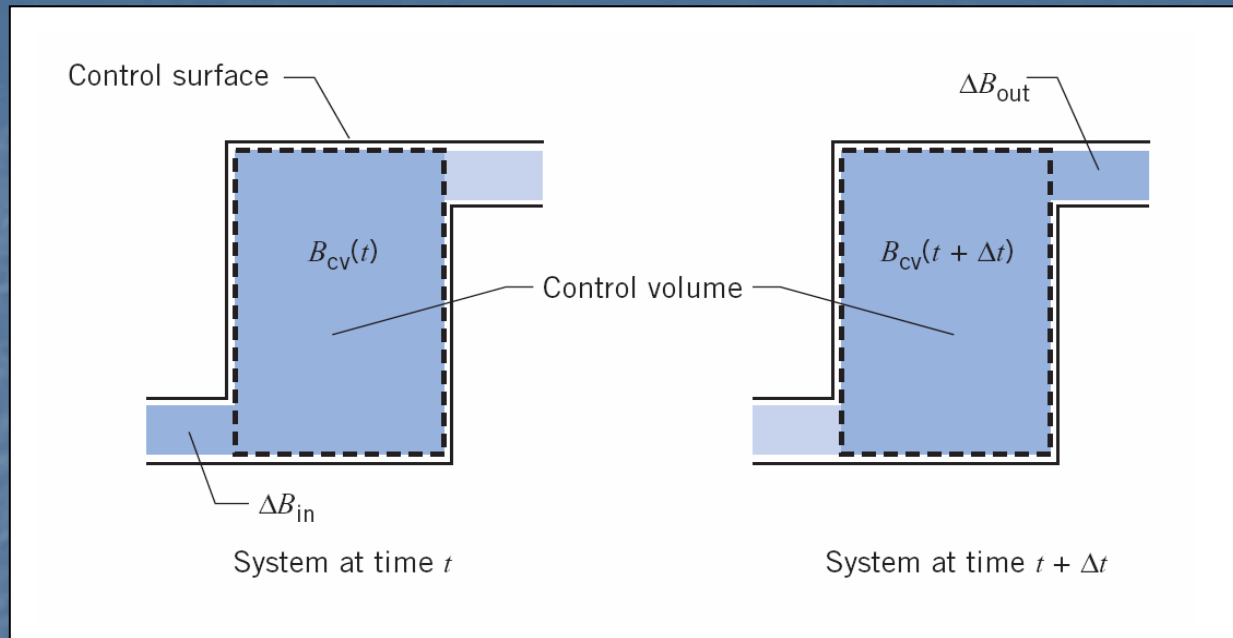 Control surface
ΔB_out
B_cv(t)
B_cv(t + Δt)
Control volume
ΔB_in
System at time t
System at time t + Δt